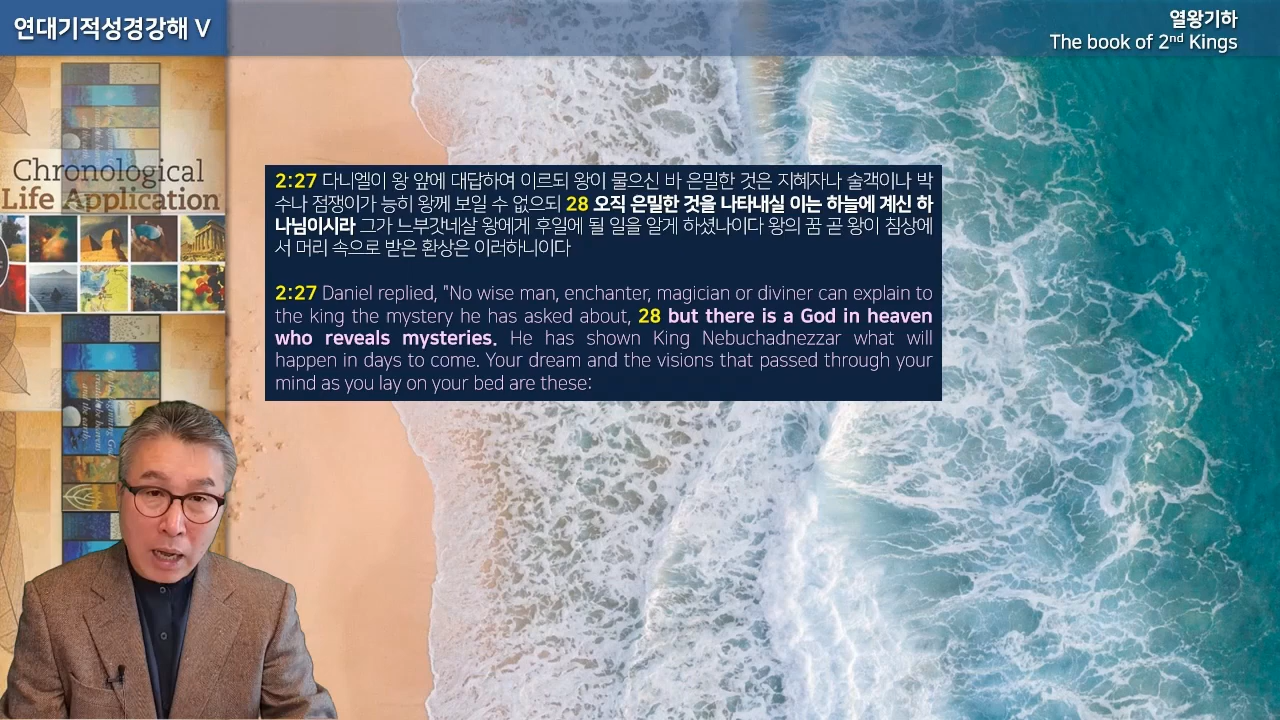 연대기적성경강해 V
열왕기하
The book of 2nd Kings
Chronological
Life Application
2:27 다니엘이 왕 앞에 대답하여 이르되 왕이 물으신 바 은밀한 것은 지혜자나 술객이나 박
수나 점쟁이가 능히 왕께 보일 수 없으되 28 오직 은밀한 것을 나타내실 이는 하늘에 계신 하
나님이시라 그가 느부갓네살 왕에게 후일에 될 일을 알게 하셨나이다 왕의 꿈 곧 왕이 침상에
서 머리 속으로 받은 환상은 이러하니이다
2:27 Daniel replied, "No wise man, enchanter, magician or diviner can explain to
the king the mystery he has asked about, 28 but there is a God in heaven
who reveals mysteries. He has shown King Nebuchadnezzar what will
happen in days to come. Your dream and the visions that passed through your
mind as you lay on your bed are these: